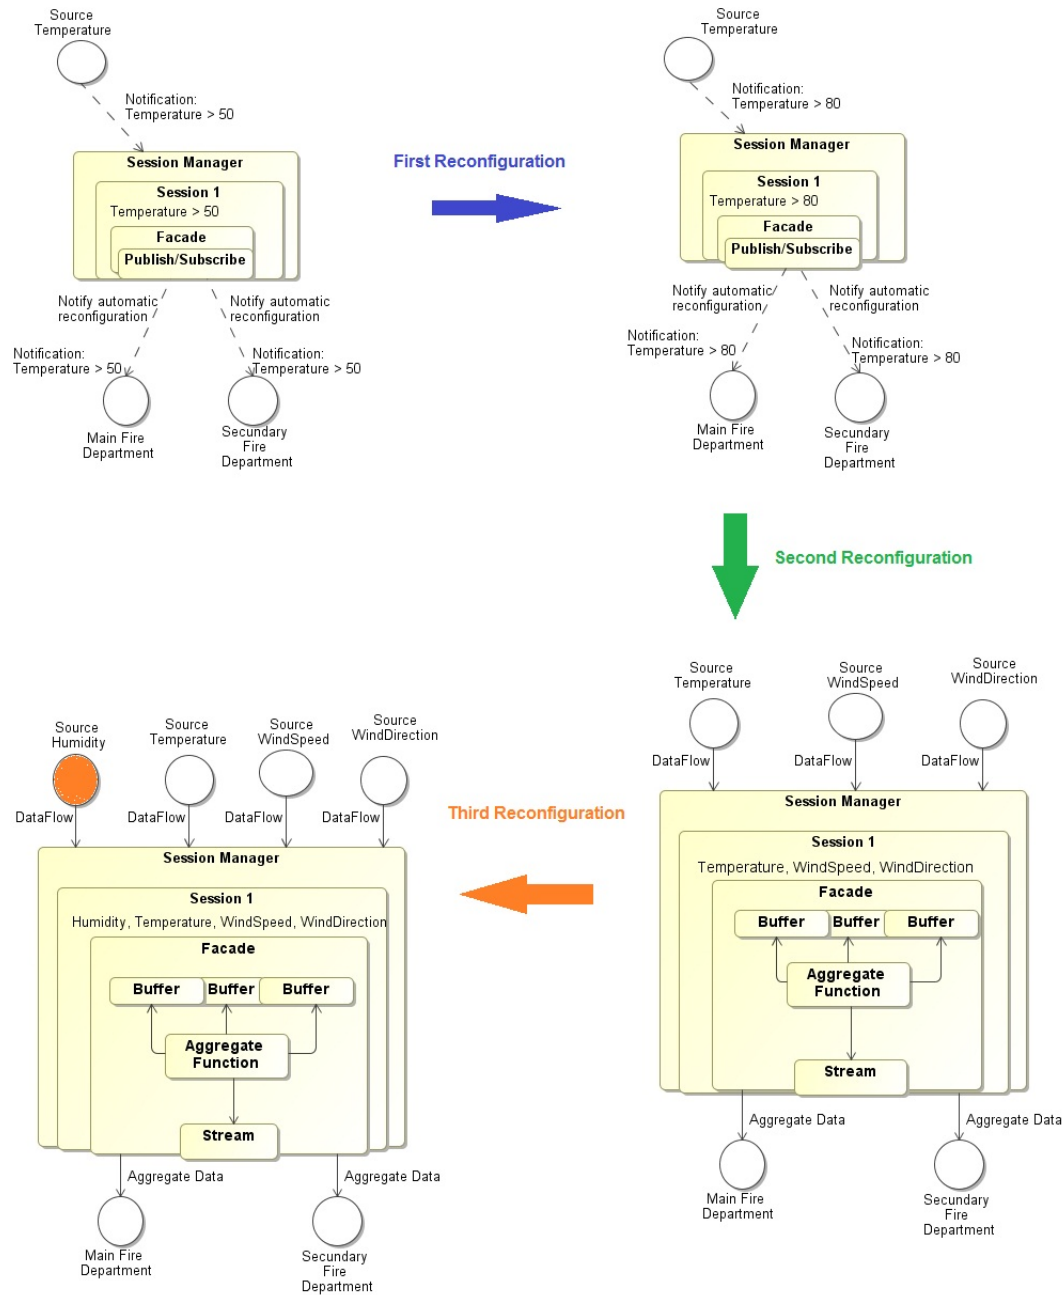 Source
Temperature
Notification:
Temperature > 50
Session Manager
Session 1
Temperature > 50
Facade
Publish/Subscribe
Notify automatic
reconfiguration
Notify automatic
reconfiguration
Notification:
Temperature > 50
Notification:
Temperature > 50
Main Fire
Department
Secundary
Fire
Department
First Reconfiguration
Source
Temperature
Notification:
Temperature > 80
Session Manager
Session 1
Temperature > 80
Facade
Publish/Subscribe
Notify automatic
reconfiguration
Notify automatic
reconfiguration
Notification:
Temperature > 80
Notification:
Temperature > 80
Main Fire
Department
Secundary
Fire
Department
Second Reconfiguration
Source
Temperature
Source
WindSpeed
Source
WindDirection
DataFlow
DataFlow
DataFlow
Session Manager
Session 1
Temperature, WindSpeed, WindDirection
Facade
Buffer
Buffer
Buffer
Aggregate
Function
Stream
Aggregate Data
Aggregate Data
Main Fire
Department
Secundary
Fire
Department
Third Reconfiguration
Source
Humidity
Source
Temperature
Source
WindSpeed
Source
WindDirection
DataFlow
DataFlow
DataFlow
DataFlow
Session Manager
Session 1
Humidity, Temperature, WindSpeed, WindDirection
Facade
Buffer
Buffer
Buffer
Aggregate
Function
Stream
Aggregate Data
Aggregate Data
Main Fire
Department
Secundary
Fire
Department